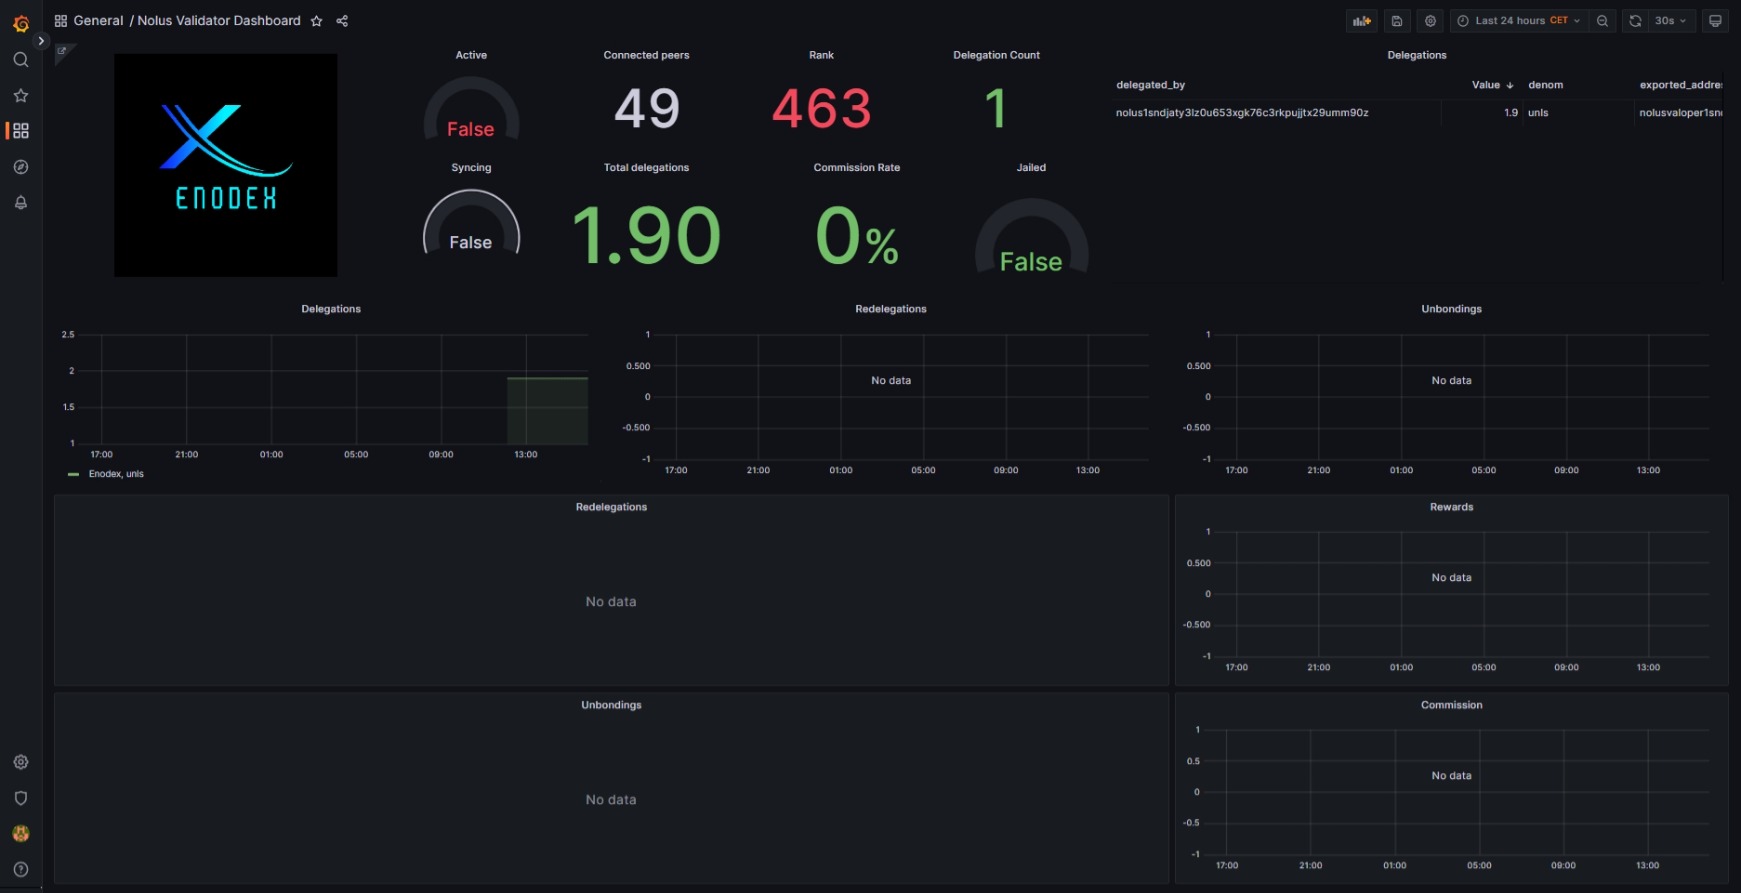 General / Nolus Validator Dashboard
Last 24 hours CET
30s
ENODEX
Active
False
Connected peers
49
Rank
463
Delegation Count
1
Syncing
False
Total delegations
1.90
Commission Rate
0%
Jailed
False
Delegations
delegated_by Value denom exported_addre
nolus1sndjaty3lz0u653xgk76c3rkpujjtx29umm90z 1.9 unls nolusvaloper1sn
Delegations
2.5
2
1.5
1
17:00 21:00 01:00 05:00 09:00 13:00
Enodex, unls
Redelegations
1
0.500
0
-0.500
-1
No data
17:00 21:00 01:00 05:00 09:00 13:00
Unbondings
1
0.500
0
-0.500
-1
No data
17:00 21:00 01:00 05:00 09:00 13:00
Redelegations
No data
Rewards
1
0.500
0
-0.500
-1
No data
17:00 21:00 01:00 05:00 09:00 13:00
Unbondings
No data
Commission
1
0.5
0
-0.5
-1
No data
17:00 21:00 01:00 05:00 09:00 13:00